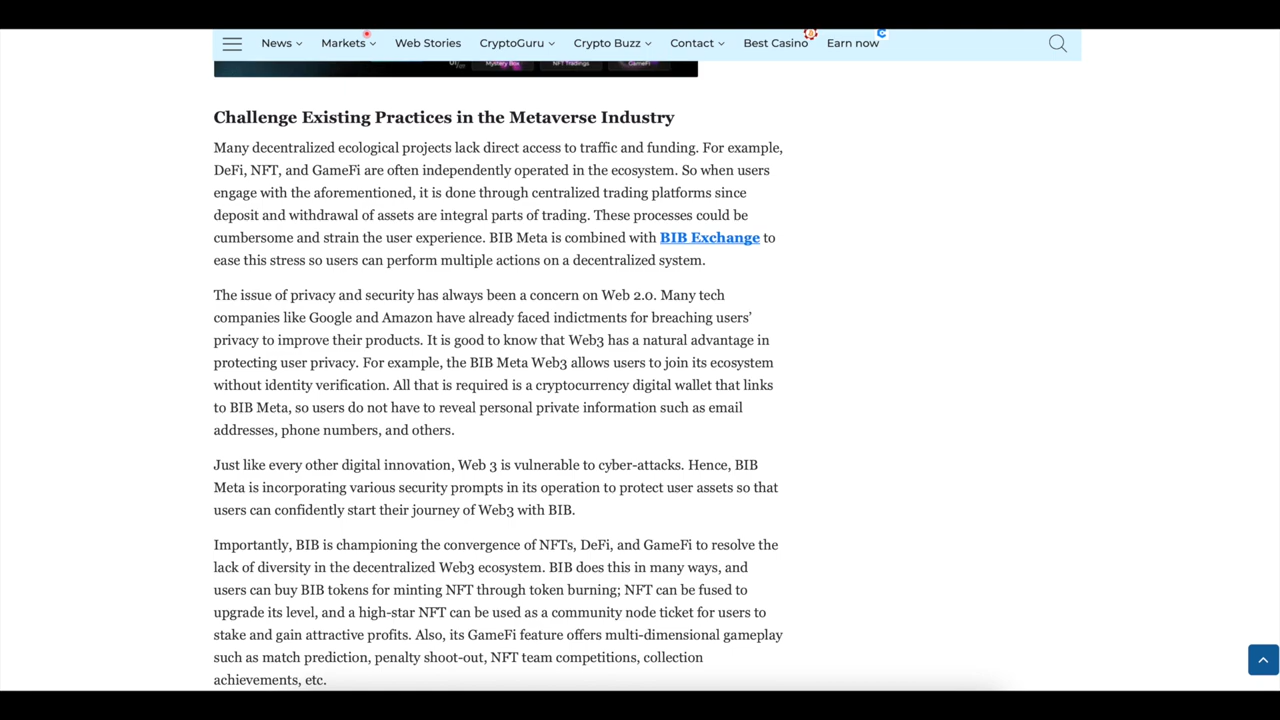 News
Markets
Web Stories
CryptoGuru
Crypto Buzz
Contact
Best Casino
Earn now
Mystery Box
NFT Tradings
GameFi
Challenge Existing Practices in the Metaverse Industry
Many decentralized ecological projects lack direct access to traffic and funding. For example,
DeFi, NFT, and GameFi are often independently operated in the ecosystem. So when users
engage with the aforementioned, it is done through centralized trading platforms since
deposit and withdrawal of assets are integral parts of trading. These processes could be
cumbersome and strain the user experience. BIB Meta is combined with BIB Exchange to
ease this stress so users can perform multiple actions on a decentralized system.
The issue of privacy and security has always been a concern on Web 2.0. Many tech
companies like Google and Amazon have already faced indictments for breaching users’
privacy to improve their products. It is good to know that Web3 has a natural advantage in
protecting user privacy. For example, the BIB Meta Web3 allows users to join its ecosystem
without identity verification. All that is required is a cryptocurrency digital wallet that links
to BIB Meta, so users do not have to reveal personal private information such as email
addresses, phone numbers, and others.
Just like every other digital innovation, Web 3 is vulnerable to cyber-attacks. Hence, BIB
Meta is incorporating various security prompts in its operation to protect user assets so that
users can confidently start their journey of Web3 with BIB.
Importantly, BIB is championing the convergence of NFTs, DeFi, and GameFi to resolve the
lack of diversity in the decentralized Web3 ecosystem. BIB does this in many ways, and
users can buy BIB tokens for minting NFT through token burning; NFT can be fused to
upgrade its level, and a high-star NFT can be used as a community node ticket for users to
stake and gain attractive profits. Also, its GameFi feature offers multi-dimensional gameplay
such as match prediction, penalty shoot-out, NFT team competitions, collection
achievements, etc.